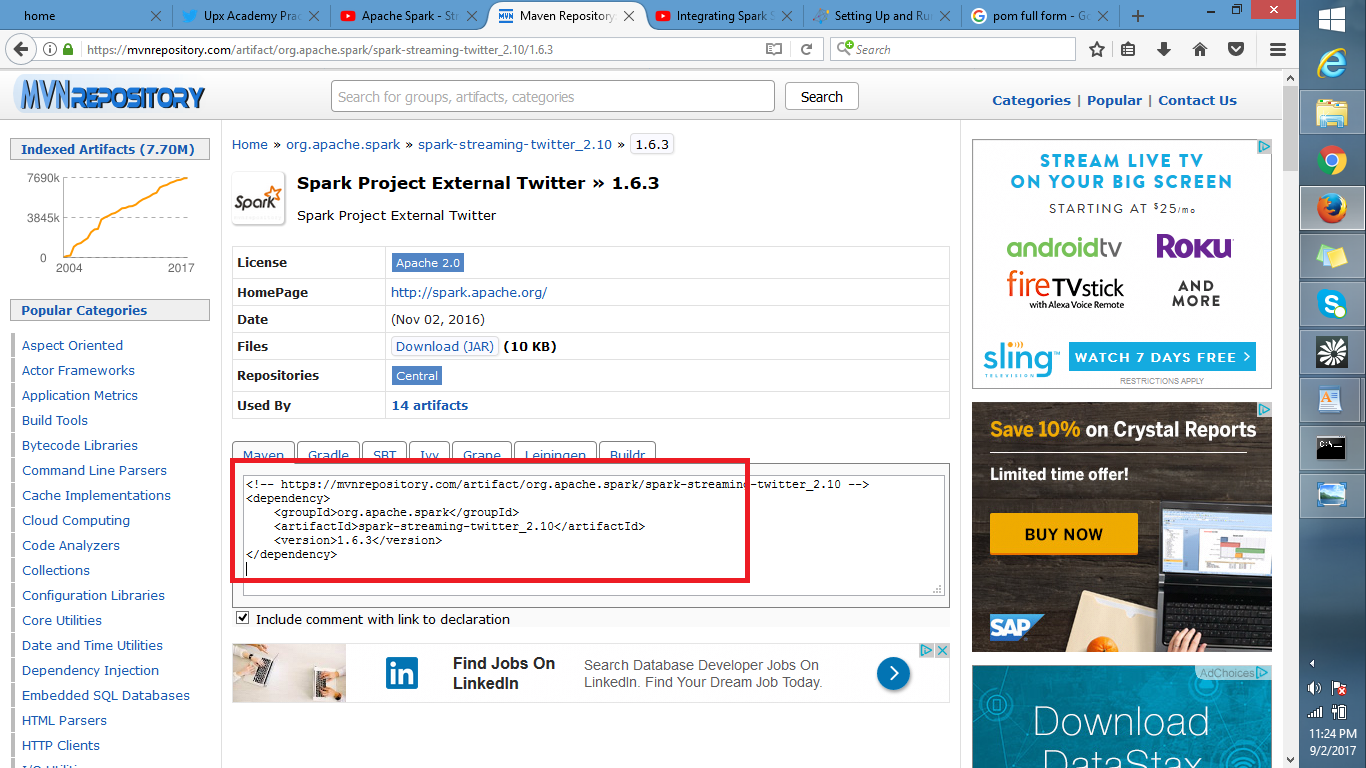 home
Upx Academy Prac
Apache Spark - St
Maven Repository:
Integrating Spark S
Setting Up and Ru
pom full form - Go
https://mvnrepository.com/artifact/org.apache.spark/spark-streaming-twitter_2.10/1.6.3
Search
MVNREPOSITORY
Search for groups, artifacts, categories
Search
Categories | Popular | Contact Us
Indexed Artifacts (7.70M)
7690k
3845k
0
2004
2017
Popular Categories
Aspect Oriented
Actor Frameworks
Application Metrics
Build Tools
Bytecode Libraries
Command Line Parsers
Cache Implementations
Cloud Computing
Code Analyzers
Collections
Configuration Libraries
Core Utilities
Date and Time Utilities
Dependency Injection
Embedded SQL Databases
HTML Parsers
HTTP Clients
Home » org.apache.spark » spark-streaming-twitter_2.10 » 1.6.3
Spark
Spark Project External Twitter » 1.6.3
Spark Project External Twitter
License Apache 2.0
HomePage http://spark.apache.org/
Date (Nov 02, 2016)
Files Download (JAR) (10 KB)
Repositories Central
Used By 14 artifacts
Maven Gradle SBT Ivy Grape Leiningen Buildr
<!-- https://mvnrepository.com/artifact/org.apache.spark/spark-streaming-twitter_2.10 -->
<dependency>
<groupId>org.apache.spark</groupId>
<artifactId>spark-streaming-twitter_2.10</artifactId>
<version>1.6.3</version>
</dependency>
Include comment with link to declaration
Find Jobs On
LinkedIn
Search Database Developer Jobs On
LinkedIn. Find Your Dream Job Today.
STREAM LIVE TV
ON YOUR BIG SCREEN
STARTING AT $25/mo
androidtv
ROKU
fireTVstick
with Alexa Voice Remote
AND
MORE
sling
TELEVISION
WATCH 7 DAYS FREE >
RESTRICTIONS APPLY
Save 10% on Crystal Reports
Limited time offer!
BUY NOW
SAP
AdChoices
Download
DataStax
11:24 PM
9/2/2017